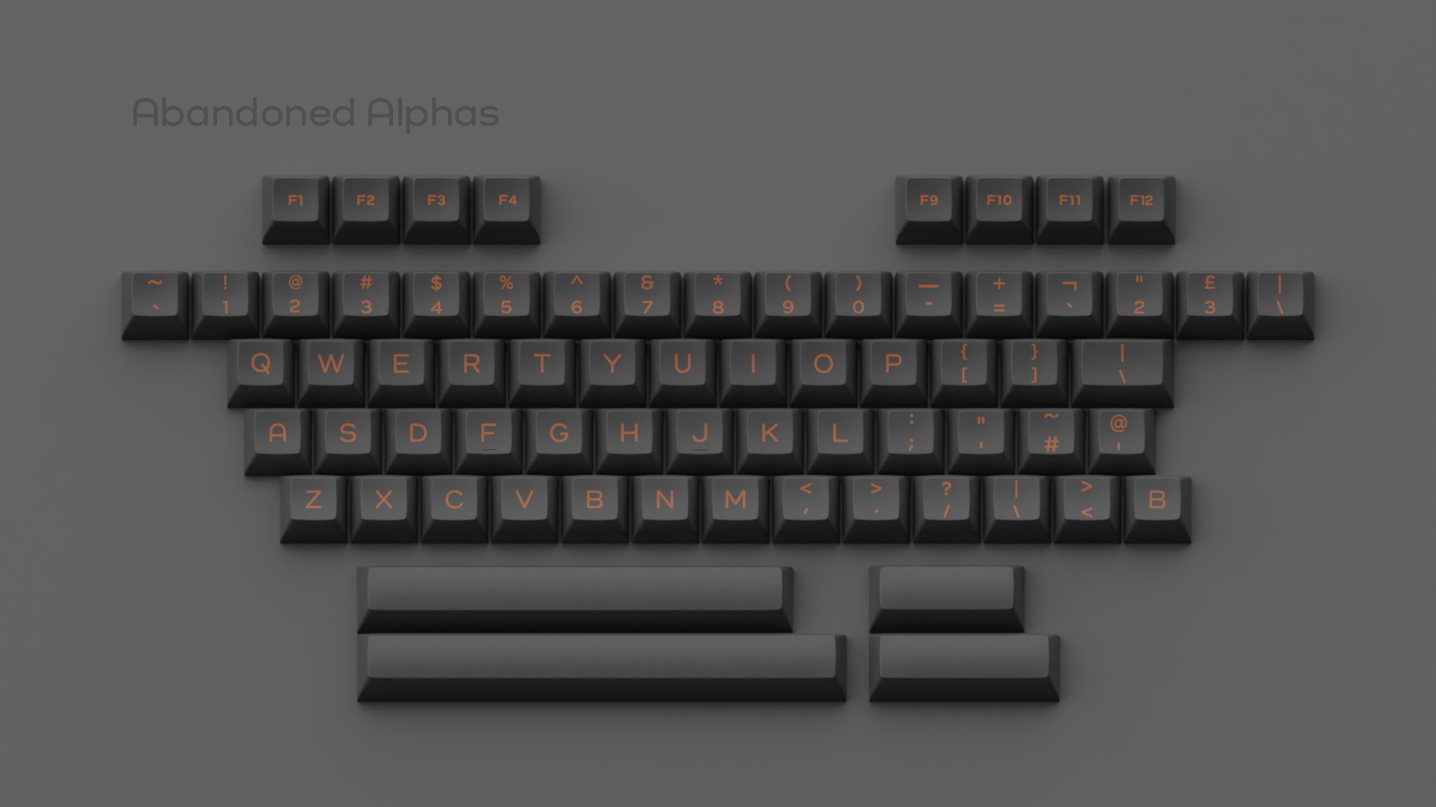 Abandoned Alphas
F1 F2 F3 F4 F9 F10 F11 F12
~ ! @ # $ % ^ & * ( ) — + ¬ " £ |
` 1 2 3 4 5 6 7 8 9 0 - = ` 2 3 \
Q W E R T Y U I O P { } |
[ ] \
A S D F G H J K L : " ~ @
; ' # '
Z X C V B N M < > ? | > B
, . / \ <